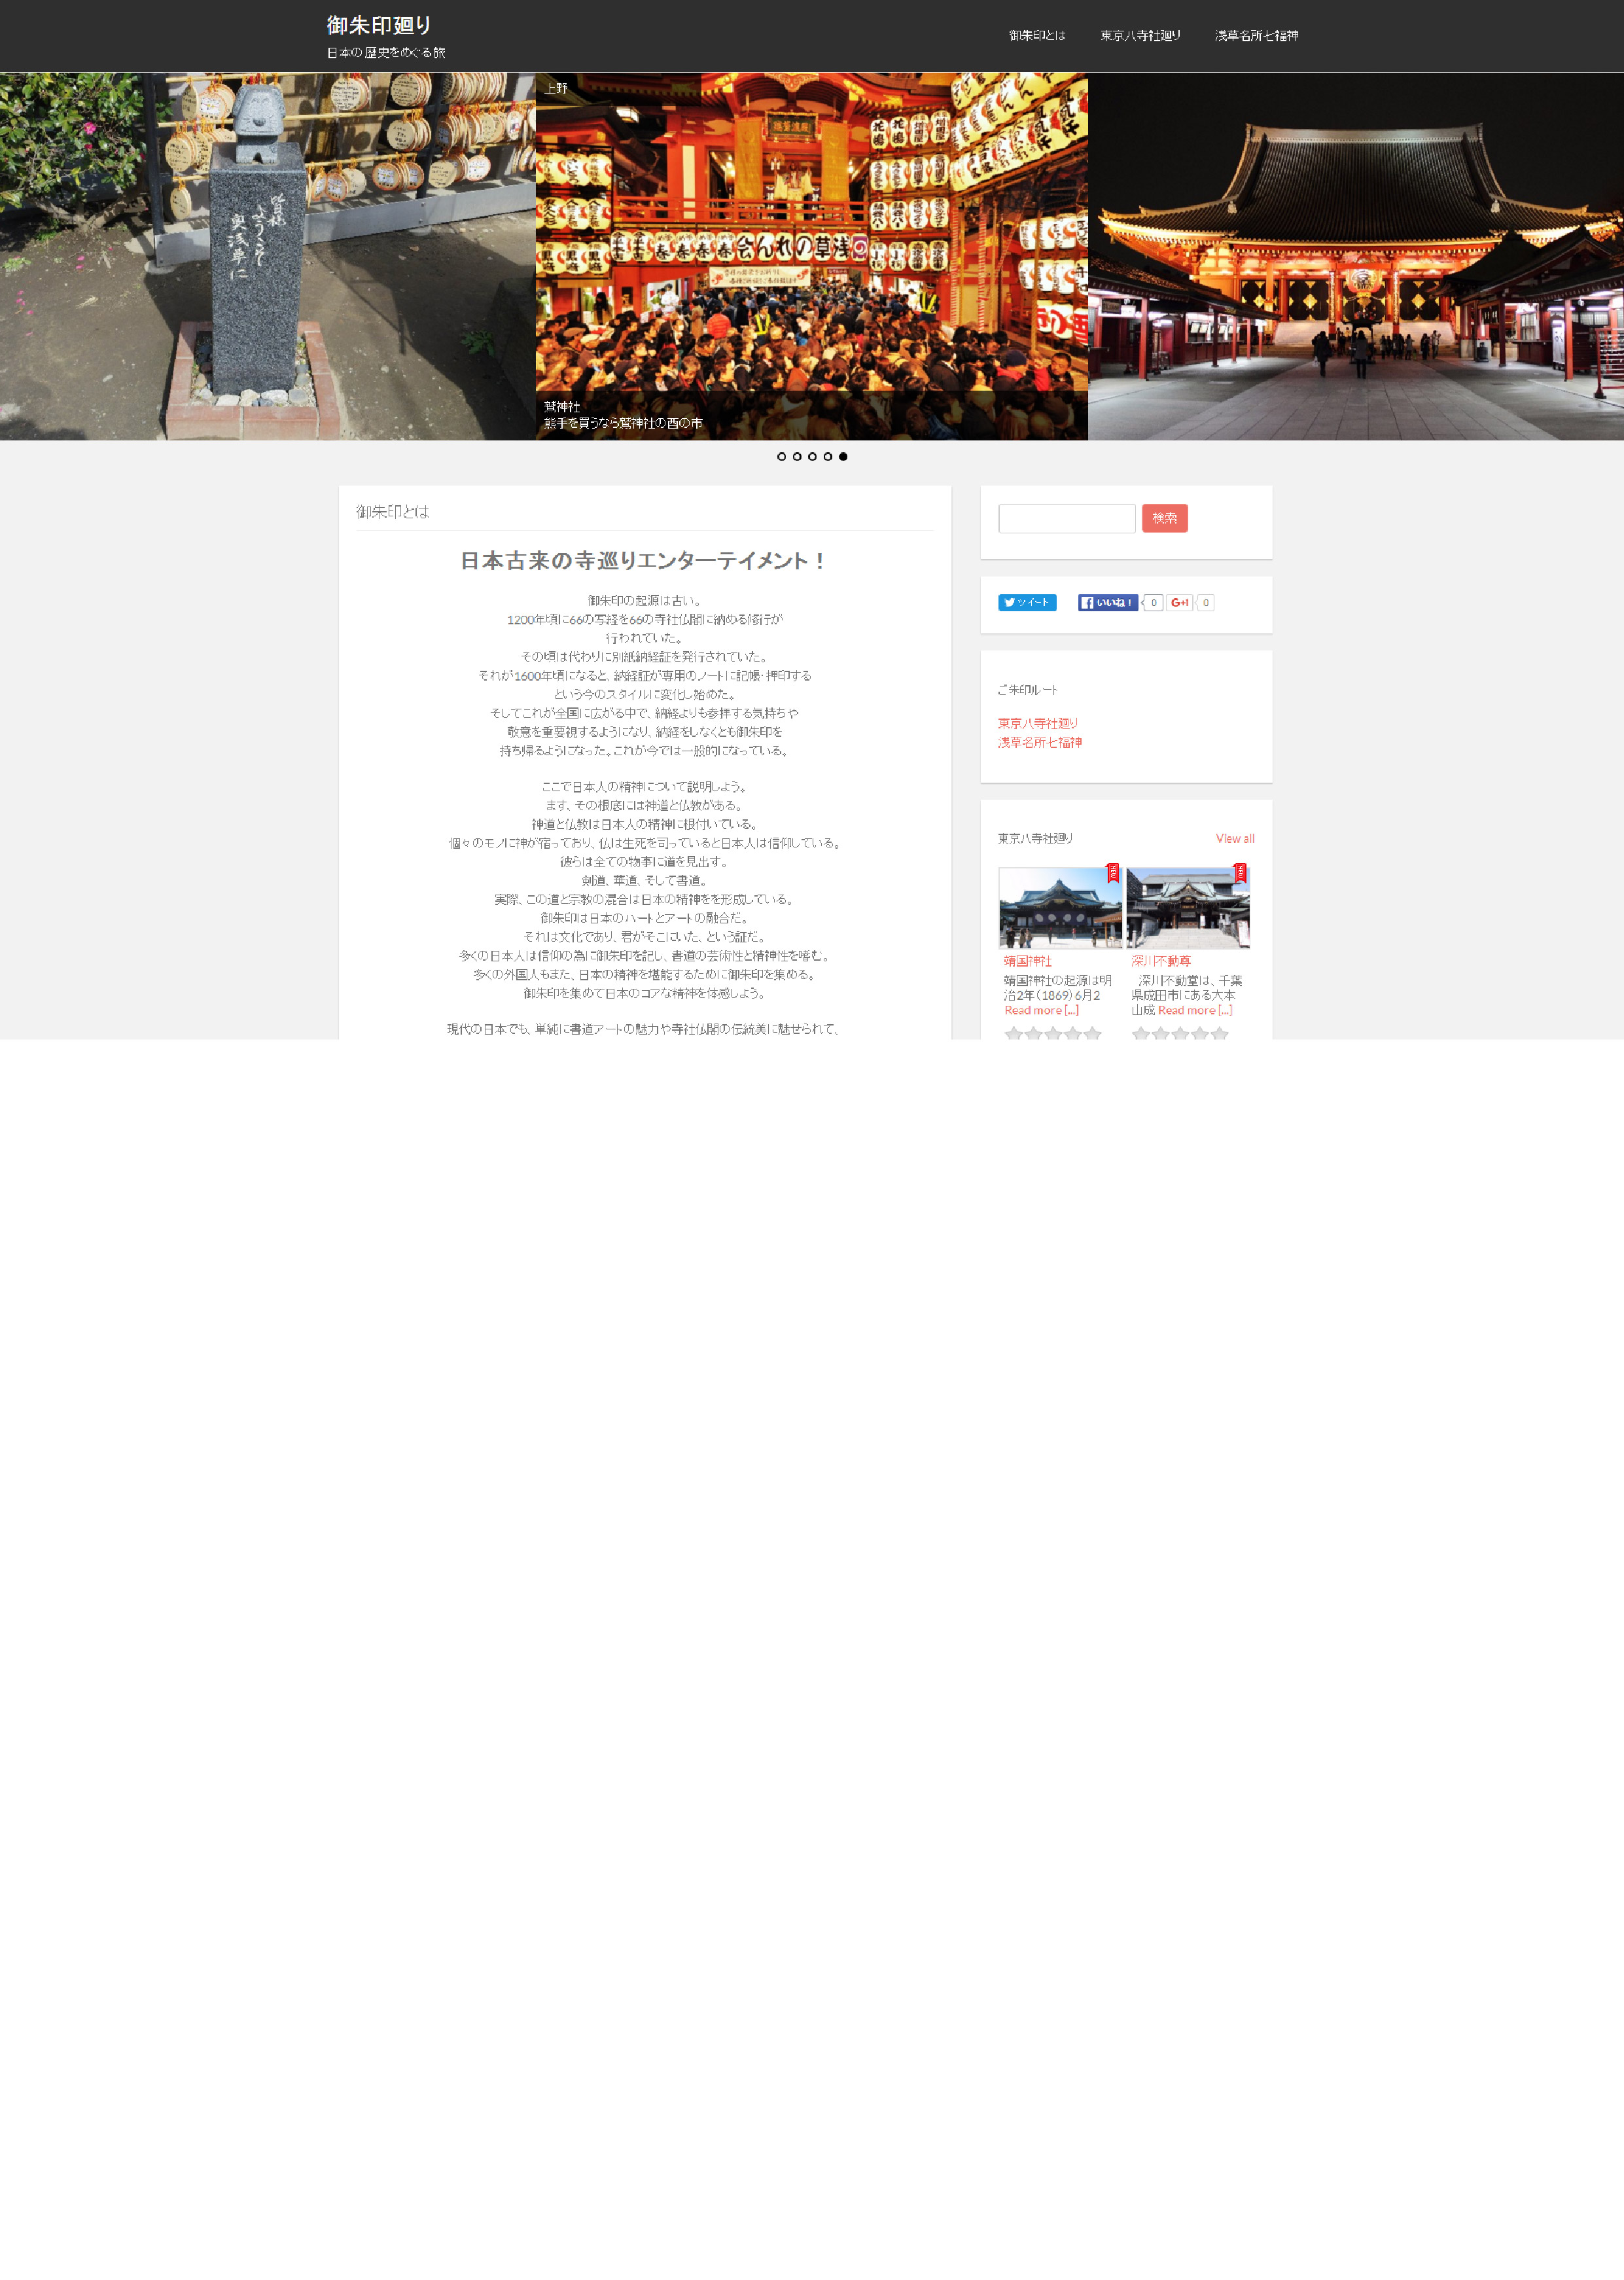 御朱印廻り
日本の 歴史をめぐる旅
御朱印とは
東京八寺社廻り
浅草名所七福神
皆様
ようこそ
奥浅草に
上野
浅草のれん会
鷲神社
熊手を買うなら鷲神社の酉の市
御朱印とは
日本古来の寺巡りエンターテイメント！
御朱印の起源は古い。
1200年頃に66の写経を66の寺社仏閣に納める修行が
行われていた。
その頃は代わりに別紙納経証を発行されていた。
それが1600年頃になると、納経証が専用のノートに記帳・押印する
という今のスタイルに変化し始めた。
そしてこれが全国に広がる中で、納経よりも参拝する気持ちや
敬意を重要視するようになり、納経をしなくとも御朱印を
持ち帰るようになった。これが今では一般的になっている。
ここで日本人の精神について説明しよう。
まず、その根底には神道と仏教がある。
神道と仏教は日本人の精神に根付いている。
個々のモノに神が宿っており、仏は生死を司っていると日本人は信仰している。
彼らは全ての物事に道を見出す。
剣道、華道、そして書道。
実際、この道と宗教の混合は日本の精神をを形成している。
御朱印は日本のハートとアートの融合だ。
それは文化であり、君がそこにいた、という証だ。
多くの日本人は信仰の為に御朱印を記し、書道の芸術性と精神性を嗜む。
多くの外国人もまた、日本の精神を堪能するために御朱印を集める。
御朱印を集めて日本のコアな精神を体感しよう。
現代の日本でも、単純に書道アートの魅力や寺社仏閣の伝統美に魅せられて、
検索
ツイート
いいね！
0
G+1
0
ご朱印ルート
東京八寺社廻り
浅草名所七福神
東京八寺社廻り
View all
靖国神社
靖国神社の起源は明
治2年（1869）6月2
Read more [...]
深川不動尊
深川不動堂は、千葉
県成田市にある大本
山成 Read more [...]